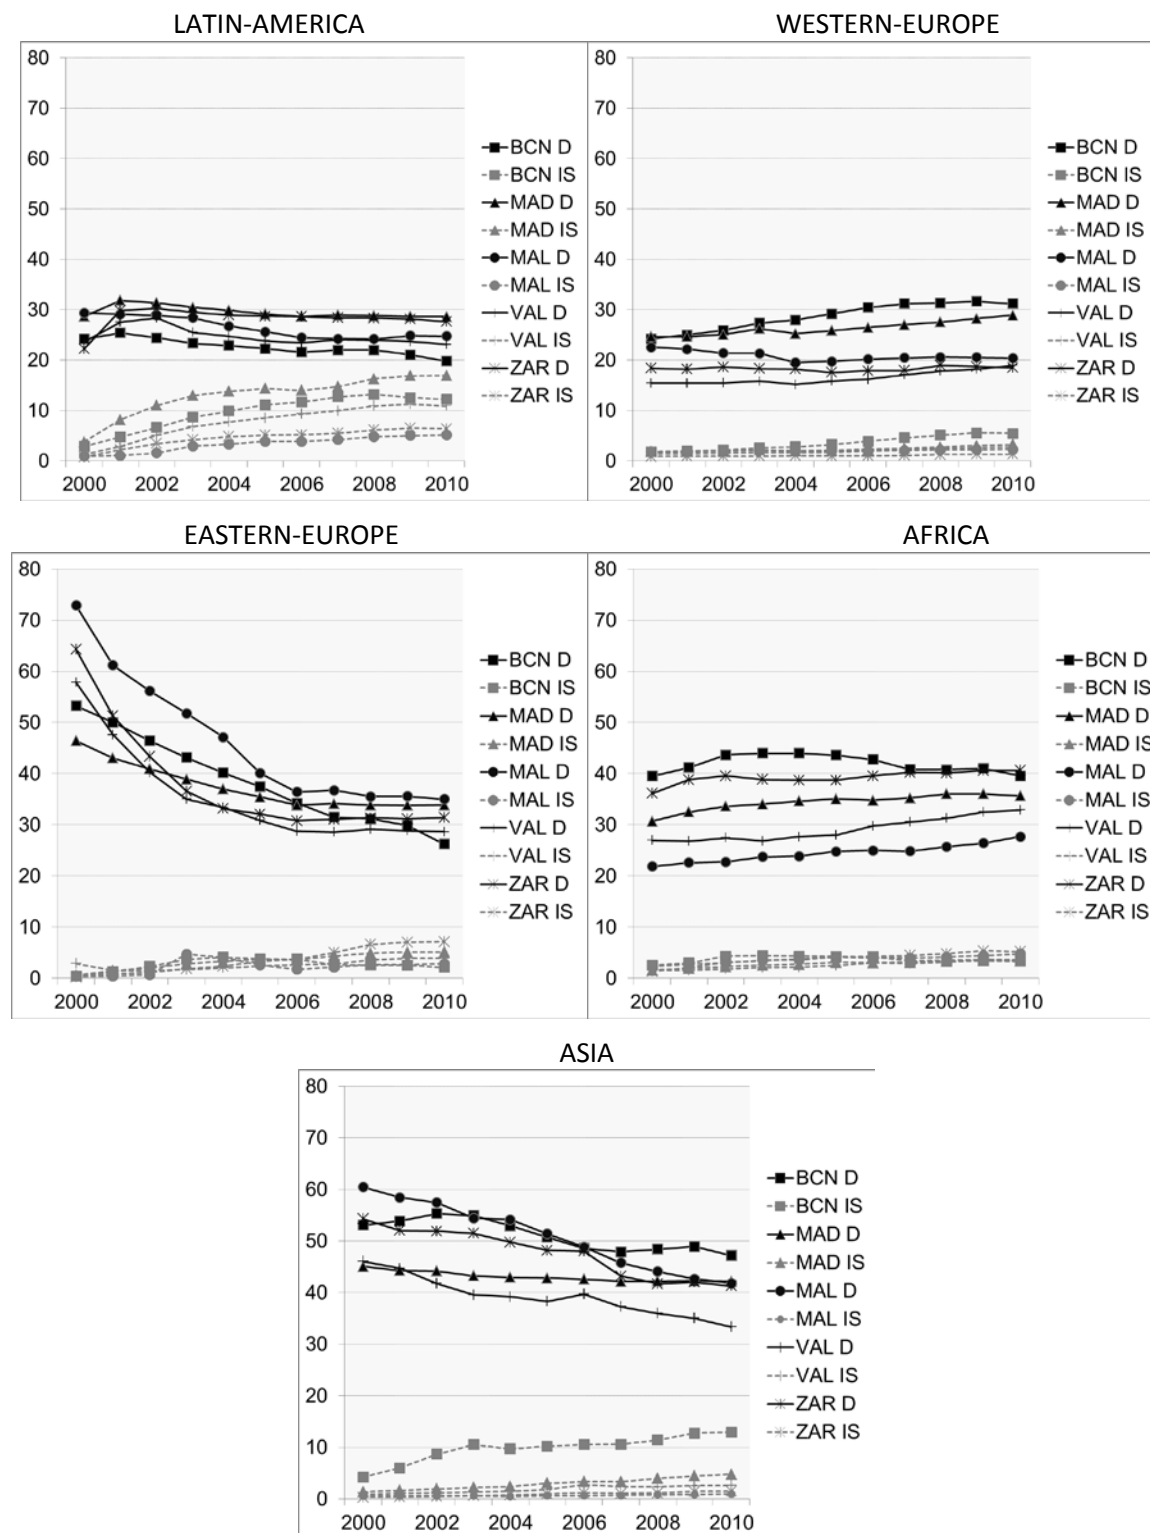 LATIN-AMERICA
80
70
60
50
40
30
20
10
0
2000 2002 2004 2006 2008 2010
BCN D
BCN IS
MAD D
MAD IS
MAL D
MAL IS
VAL D
VAL IS
ZAR D
ZAR IS
WESTERN-EUROPE
80
70
60
50
40
30
20
10
0
2000 2002 2004 2006 2008 2010
BCN D
BCN IS
MAD D
MAD IS
MAL D
MAL IS
VAL D
VAL IS
ZAR D
ZAR IS
EASTERN-EUROPE
80
70
60
50
40
30
20
10
0
2000 2002 2004 2006 2008 2010
BCN D
BCN IS
MAD D
MAD IS
MAL D
MAL IS
VAL D
VAL IS
ZAR D
ZAR IS
AFRICA
80
70
60
50
40
30
20
10
0
2000 2002 2004 2006 2008 2010
BCN D
BCN IS
MAD D
MAD IS
MAL D
MAL IS
VAL D
VAL IS
ZAR D
ZAR IS
ASIA
80
70
60
50
40
30
20
10
0
2000 2002 2004 2006 2008 2010
BCN D
BCN IS
MAD D
MAD IS
MAL D
MAL IS
VAL D
VAL IS
ZAR D
ZAR IS